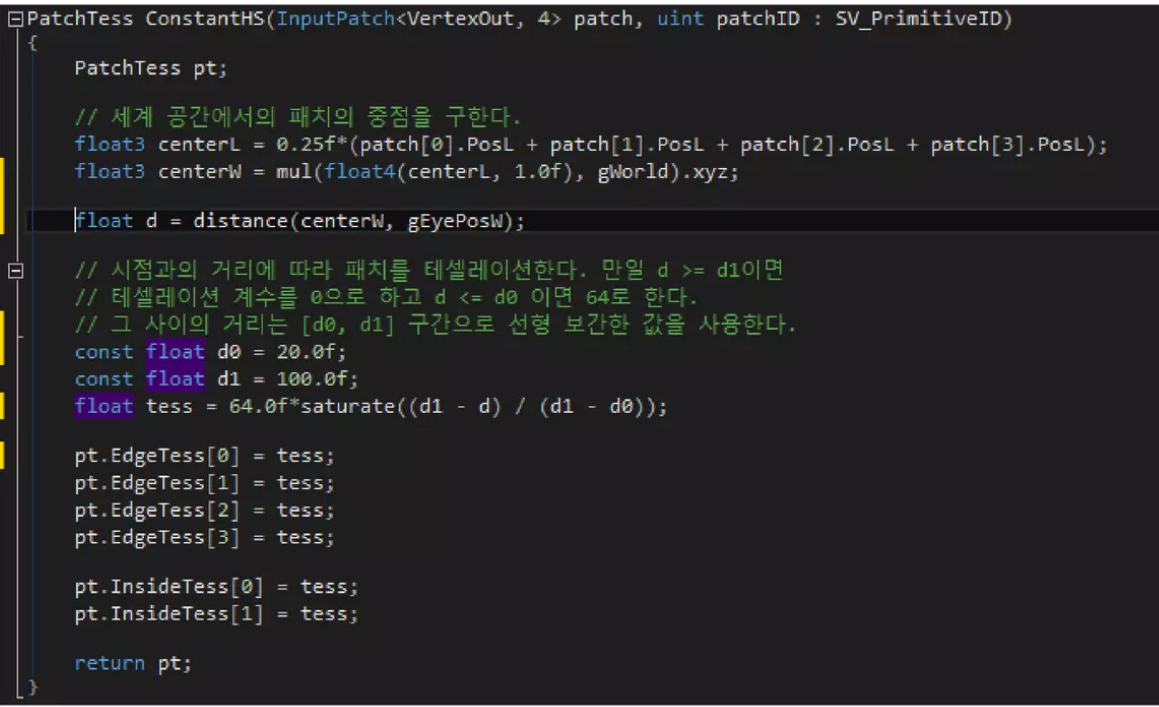 PatchTess ConstantHS(InputPatch<VertexOut, 4> patch, uint patchID : SV_PrimitiveID)
{
PatchTess pt;
// 세계 공간에서의 패치의 중점을 구한다.
float3 centerL = 0.25f*(patch[0].PosL + patch[1].PosL + patch[2].PosL + patch[3].PosL);
float3 centerW = mul(float4(centerL, 1.0f), gWorld).xyz;
float d = distance(centerW, gEyePosW);
// 시점과의 거리에 따라 패치를 테셀레이션한다. 만일 d >= d1이면
// 테셀레이션 계수를 0으로 하고 d <= d0 이면 64로 한다.
// 그 사이의 거리는 [d0, d1] 구간으로 선형 보간한 값을 사용한다.
const float d0 = 20.0f;
const float d1 = 100.0f;
float tess = 64.0f*saturate((d1 - d) / (d1 - d0));
pt.EdgeTess[0] = tess;
pt.EdgeTess[1] = tess;
pt.EdgeTess[2] = tess;
pt.EdgeTess[3] = tess;
pt.InsideTess[0] = tess;
pt.InsideTess[1] = tess;
return pt;
}